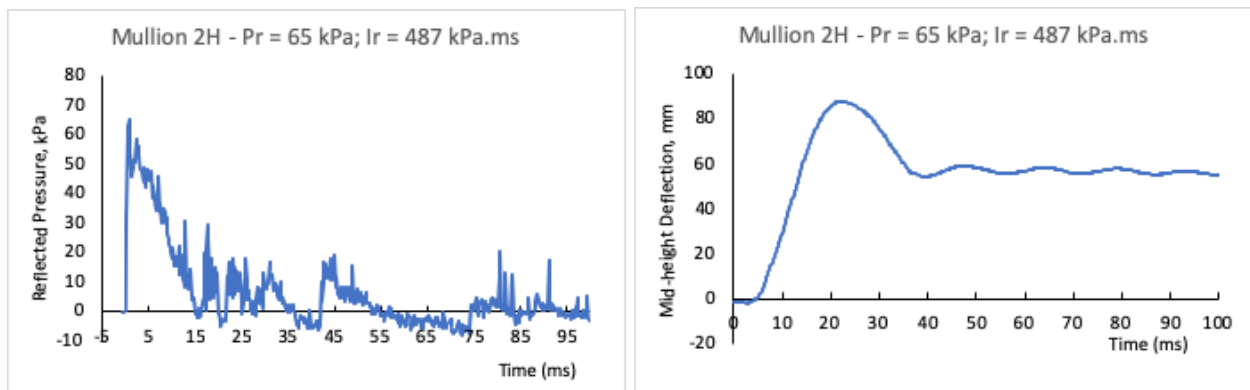 Mullion 2H - Pr = 65 kPa; Ir = 487 kPa.ms
Reflected Pressure, kPa
80
70
60
50
40
30
20
10
0
-10
-5 5 15 25 35 45 55 65 75 85 95
Time (ms)
Mullion 2H - Pr = 65 kPa; Ir = 487 kPa.ms
Mid-height Deflection, mm
100
80
60
40
20
0
-20
0 10 20 30 40 50 60 70 80 90 100
Time (ms)